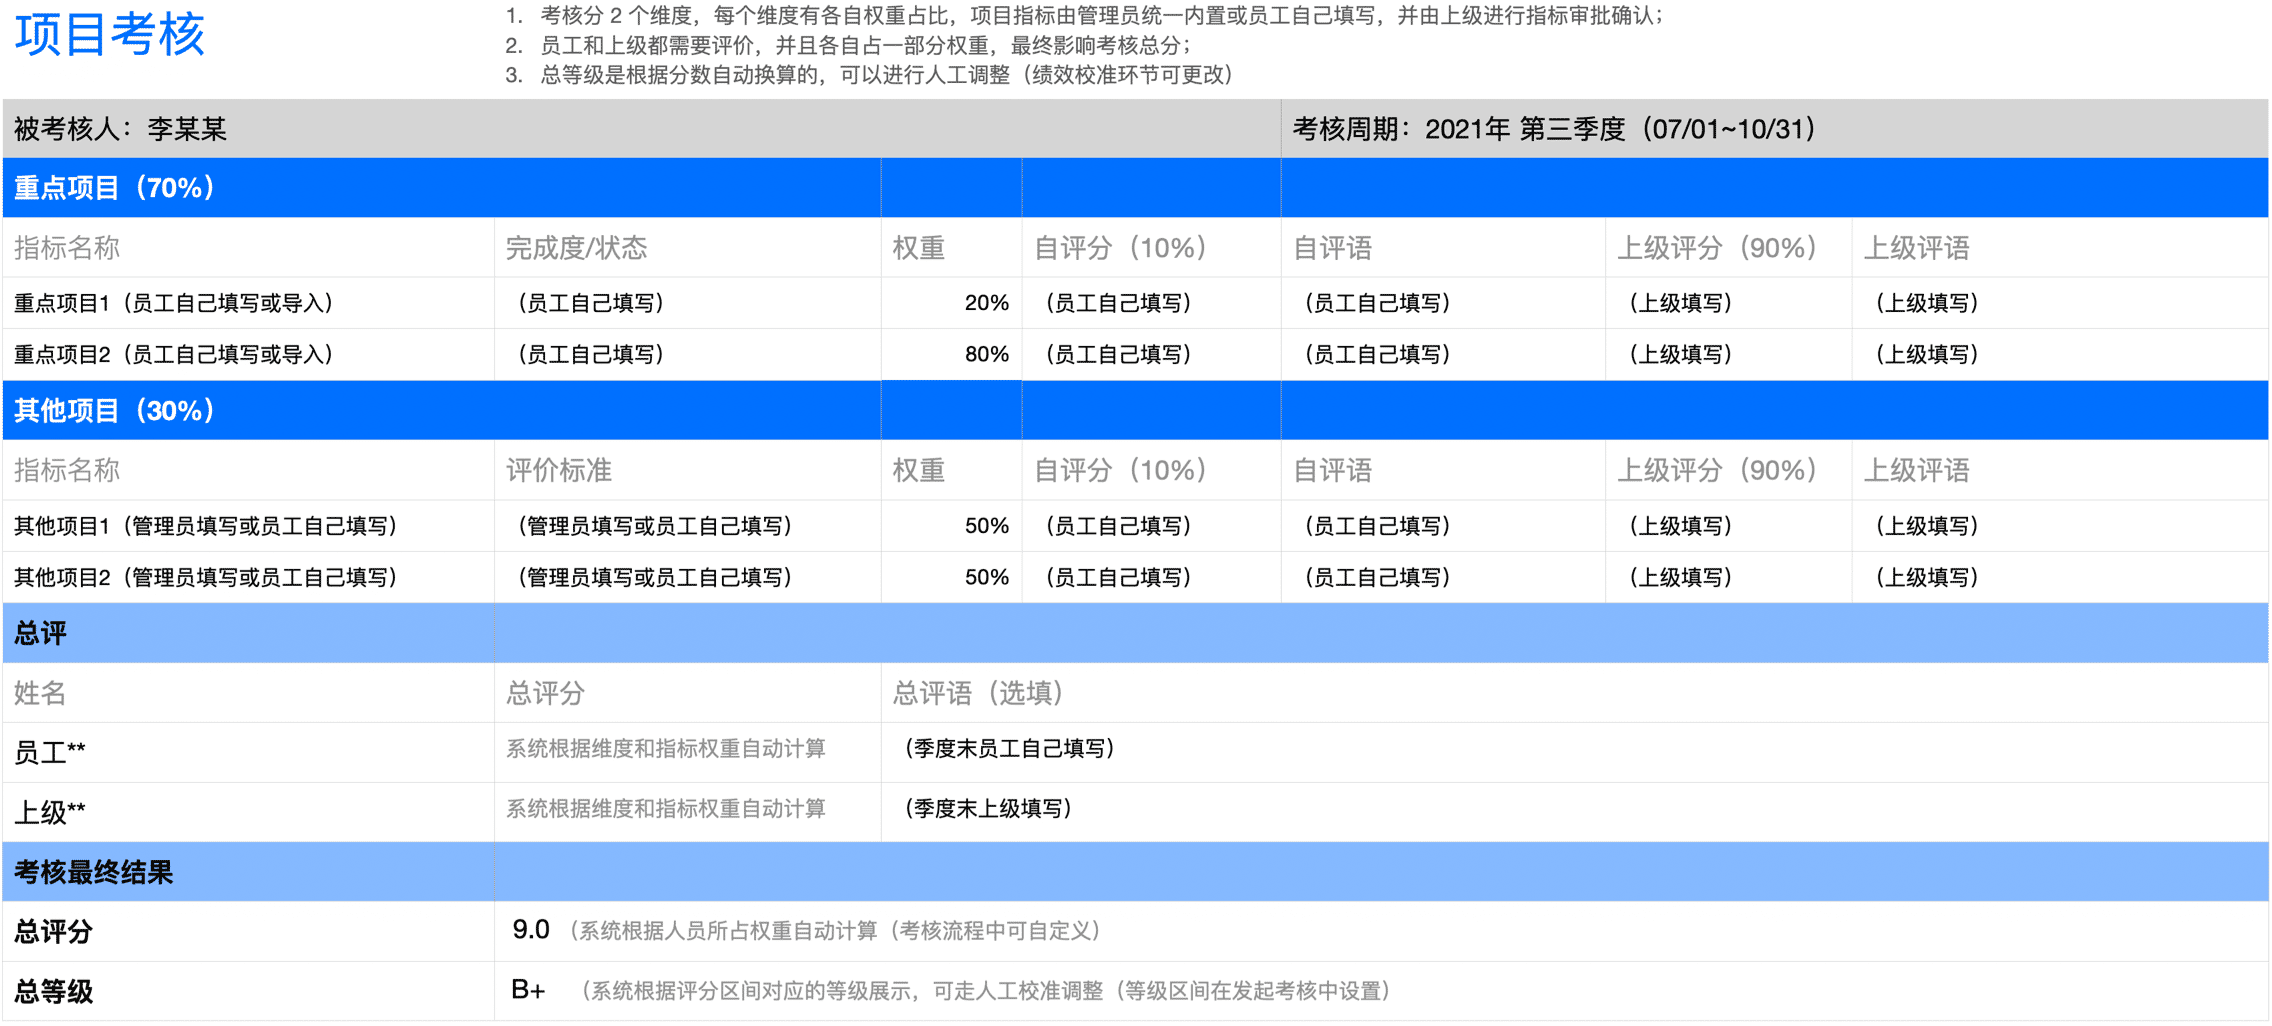 项目考核
1. 考核分 2 个维度，每个维度有各自权重占比，项目指标由管理员统一内置或员工自己填写，并由上级进行指标审批确认；
2. 员工和上级都需要评价，并且各自占一部分权重，最终影响考核总分；
3. 总等级是根据分数自动换算的，可以进行人工调整（绩效校准环节可更改）
被考核人：李某某 考核周期：2021年 第三季度（07/01~10/31）
重点项目（70%）
指标名称 完成度/状态 权重 自评分（10%） 自评语 上级评分（90%） 上级评语
重点项目1（员工自己填写或导入） （员工自己填写） 20% （员工自己填写） （员工自己填写） （上级填写） （上级填写）
重点项目2（员工自己填写或导入） （员工自己填写） 80% （员工自己填写） （员工自己填写） （上级填写） （上级填写）
其他项目（30%）
指标名称 评价标准 权重 自评分（10%） 自评语 上级评分（90%） 上级评语
其他项目1（管理员填写或员工自己填写） （管理员填写或员工自己填写） 50% （员工自己填写） （员工自己填写） （上级填写） （上级填写）
其他项目2（管理员填写或员工自己填写） （管理员填写或员工自己填写） 50% （员工自己填写） （员工自己填写） （上级填写） （上级填写）
总评
姓名 总评分 总评语（选填）
员工** 系统根据维度和指标权重自动计算 （季度末员工自己填写）
上级** 系统根据维度和指标权重自动计算 （季度末上级填写）
考核最终结果
总评分 9.0 （系统根据人员所占权重自动计算（考核流程中可自定义）
总等级 B+ （系统根据评分区间对应的等级展示，可走人工校准调整（等级区间在发起考核中设置）